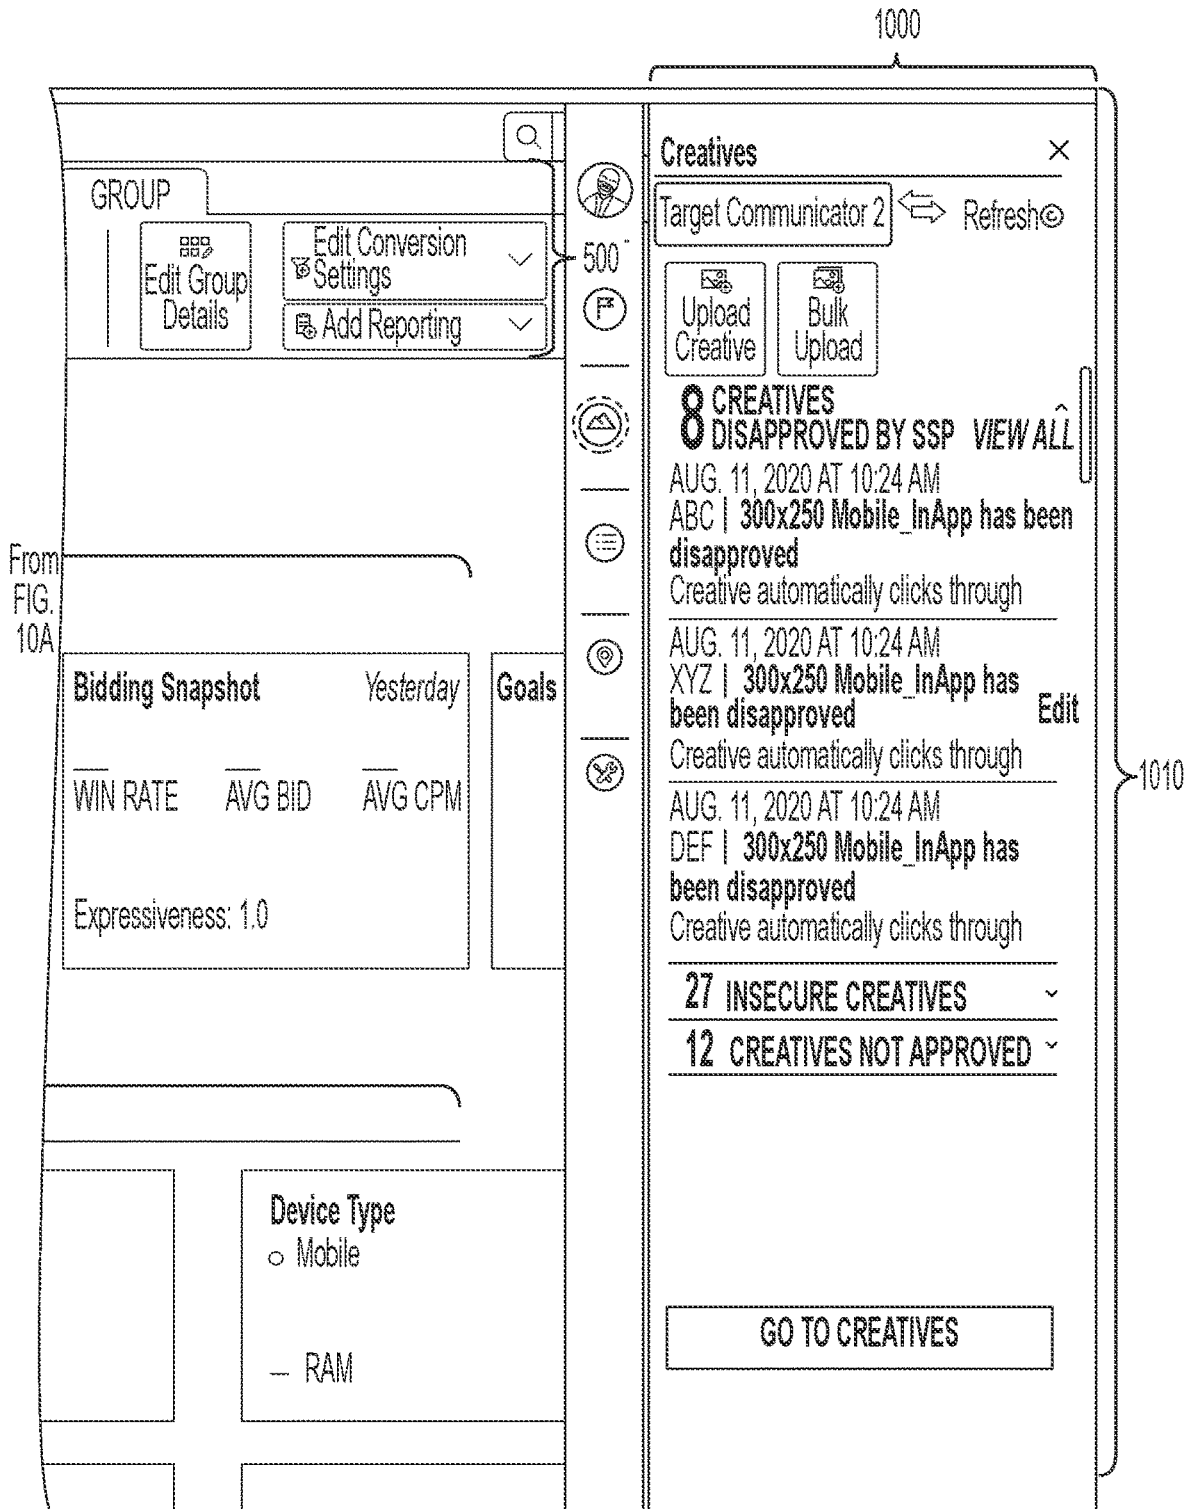 1000
GROUP
Edit Group
Details
Edit Conversion
Settings
Add Reporting
500
From
FIG.
10A
Bidding Snapshot Yesterday
WIN RATE AVG BID AVG CPM
Expressiveness: 1.0
Goals
Device Type
Mobile
RAM
Creatives
Target Communicator 2 Refresh
Upload
Creative
Bulk
Upload
8 CREATIVES
DISAPPROVED BY SSP VIEW ALL
AUG. 11, 2020 AT 10:24 AM
ABC | 300x250 Mobile_InApp has been
disapproved
Creative automatically clicks through
AUG. 11, 2020 AT 10:24 AM
XYZ | 300x250 Mobile_InApp has
been disapproved
Edit
Creative automatically clicks through
AUG. 11, 2020 AT 10:24 AM
DEF | 300x250 Mobile_InApp has
been disapproved
Creative automatically clicks through
27 INSECURE CREATIVES
12 CREATIVES NOT APPROVED
GO TO CREATIVES
1010